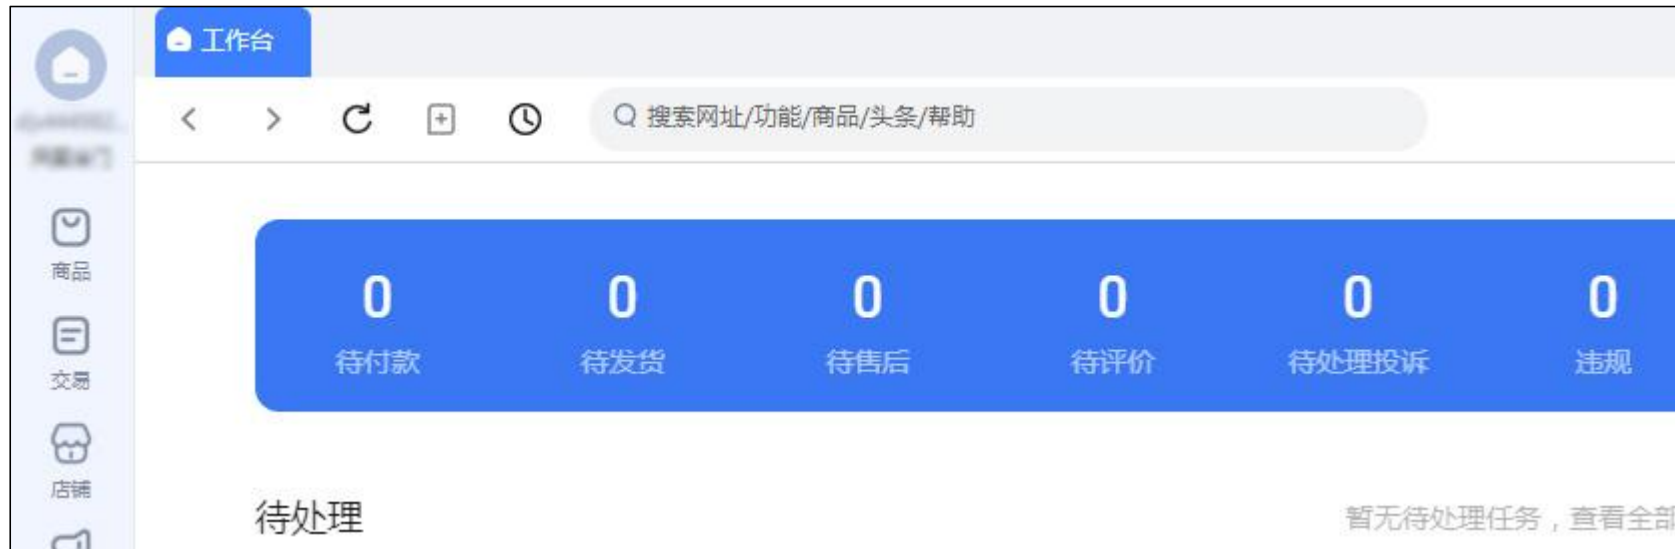 工作台
搜索网址/功能/商品/头条/帮助
商品
交易
店铺
0 0 0 0 0 0
待付款 待发货 待售后 待评价 待处理投诉 违规
待处理
暂无待处理任务，查看全部